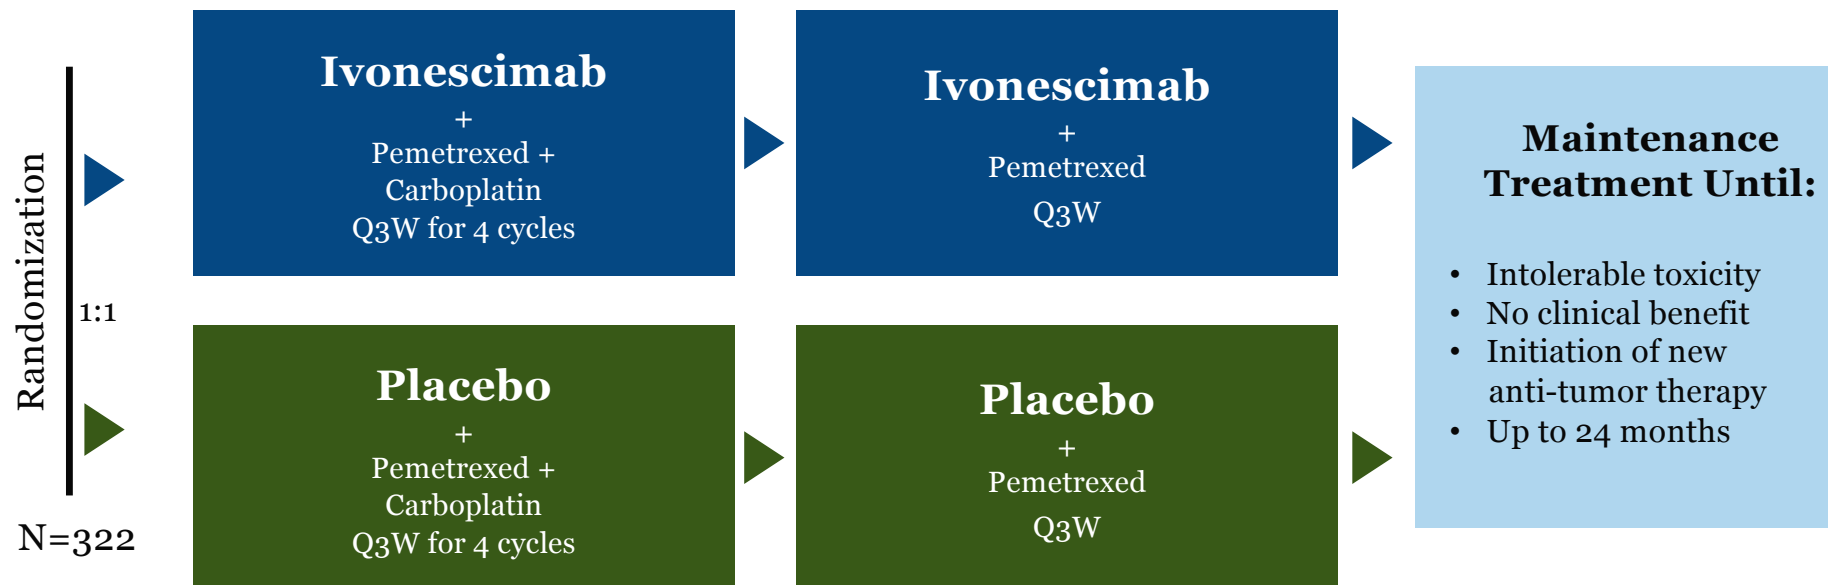 Randomization
1:1
N=322
Ivonescimab
+
Pemetrexed +
Carboplatin
Q3W for 4 cycles
Ivonescimab
+
Pemetrexed
Q3W
Placebo
+
Pemetrexed +
Carboplatin
Q3W for 4 cycles
Placebo
+
Pemetrexed
Q3W
Maintenance
Treatment Until:
• Intolerable toxicity
• No clinical benefit
• Initiation of new
anti-tumor therapy
• Up to 24 months